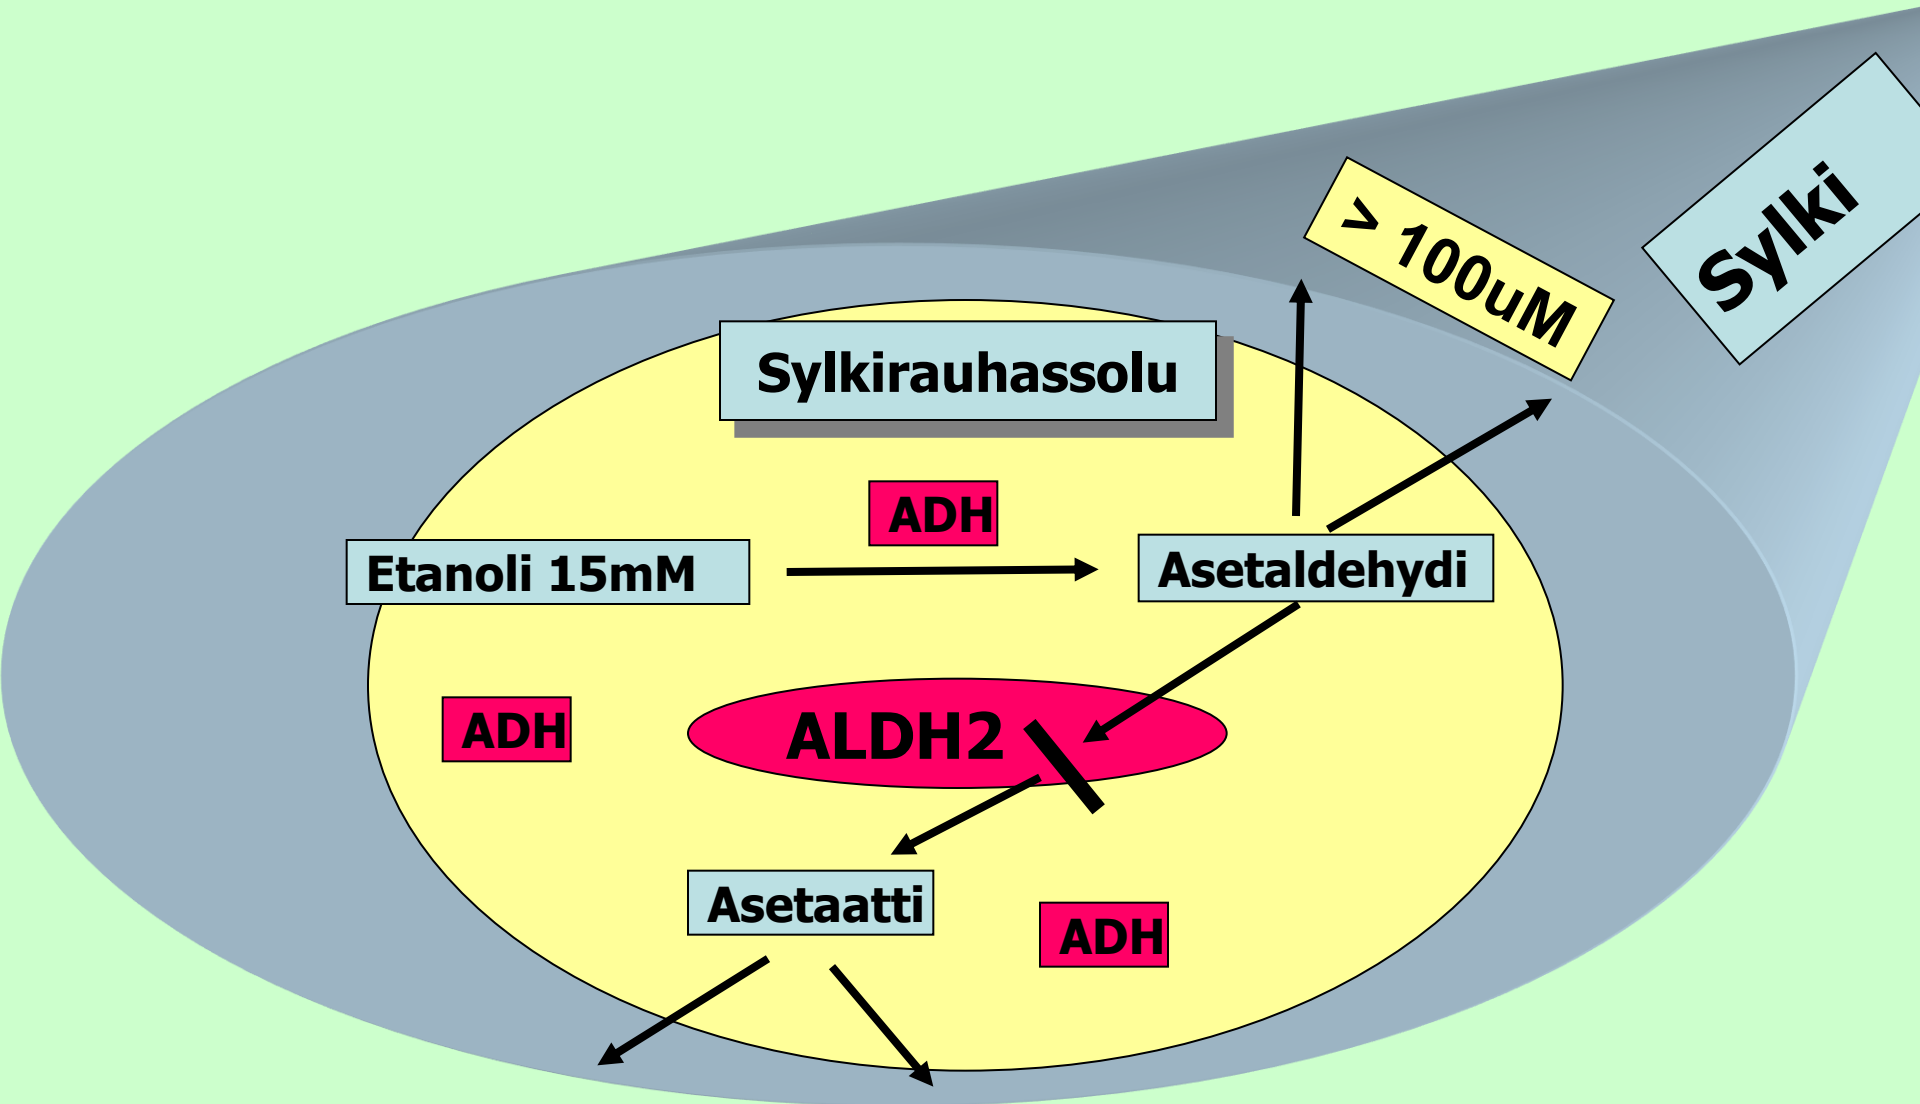 Sylki
> 100uM
Sylkirauhassolu
ADH
Etanoli 15mM
Asetaldehydi
ADH
ALDH2
Asetaatti
ADH